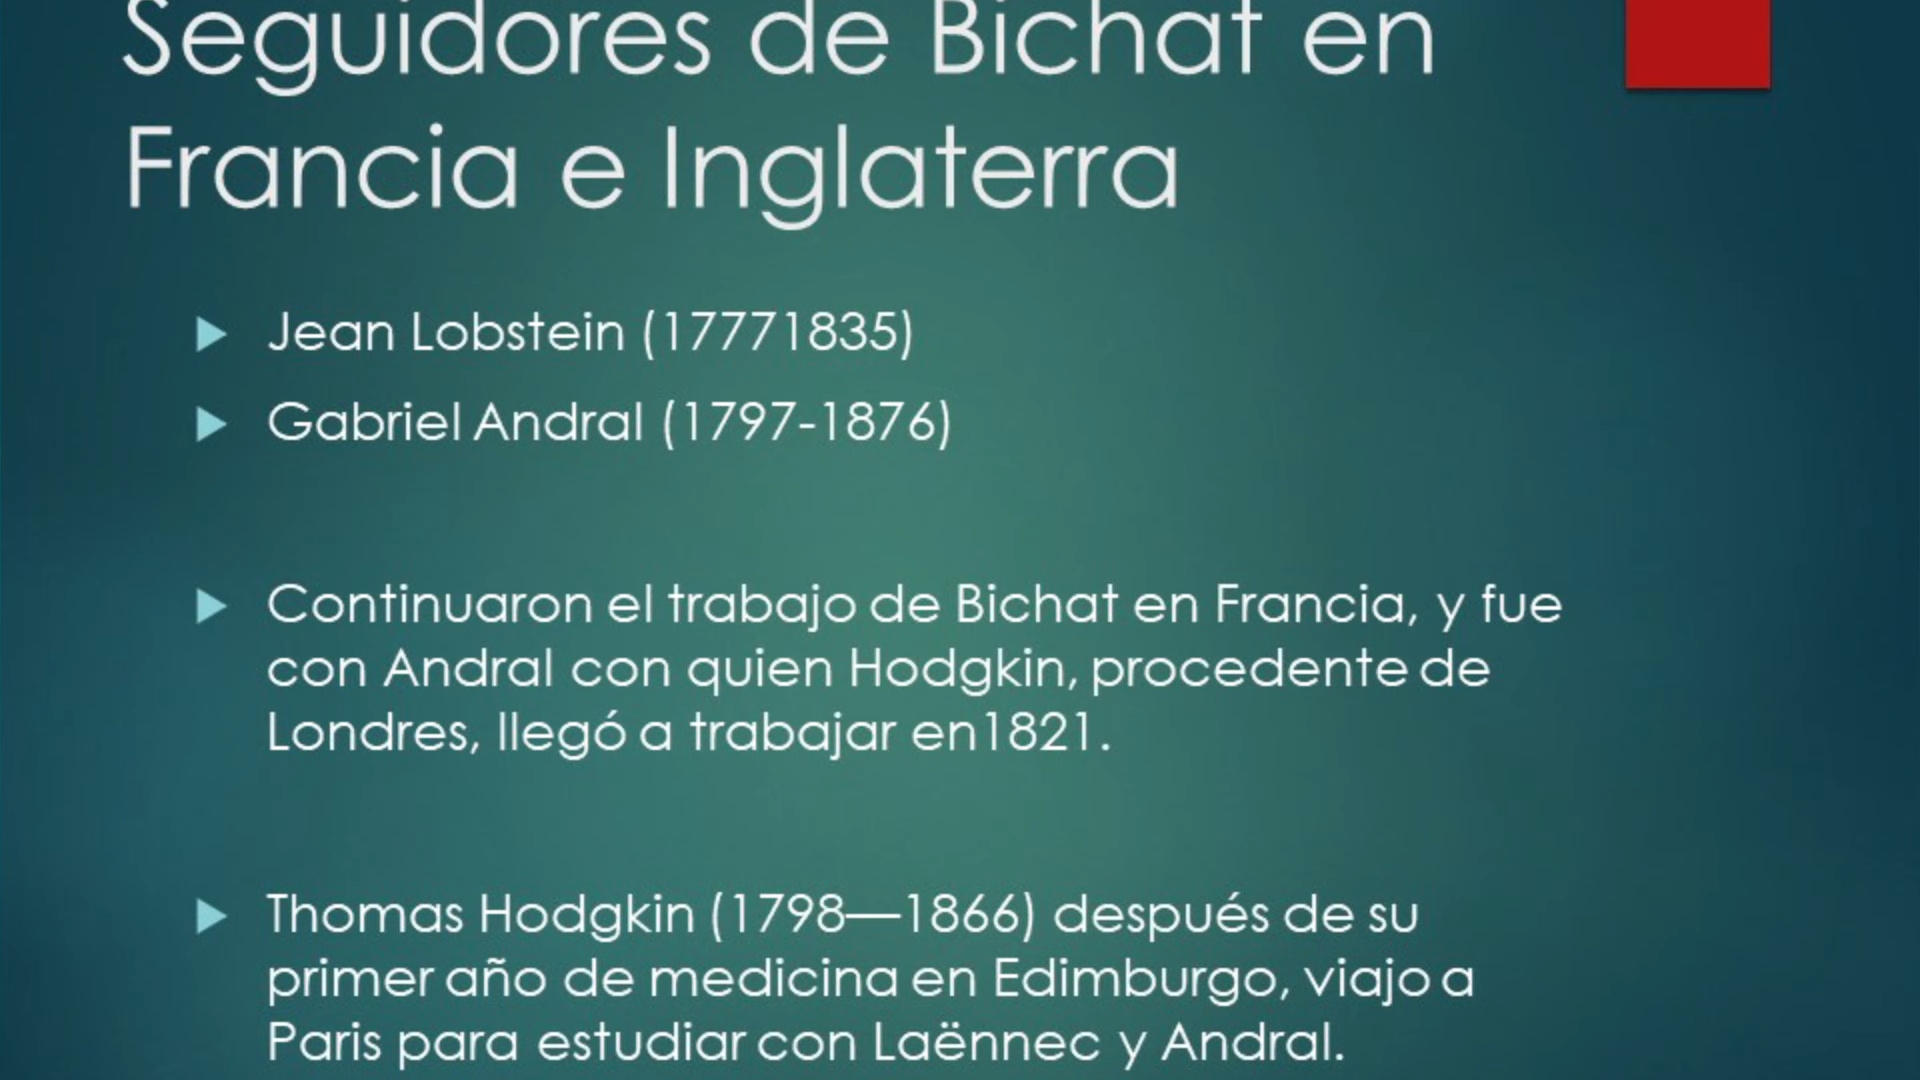 Seguidores de Bichat en
Francia e Inglaterra
Jean Lobstein (17771835)
Gabriel Andral (1797-1876)
Continuaron el trabajo de Bichat en Francia, y fue
con Andral con quien Hodgkin, procedente de
Londres, llegó a trabajar en1821.
Thomas Hodgkin (1798—1866) después de su
primer año de medicina en Edimburgo, viajo a
Paris para estudiar con Laënnec y Andral.